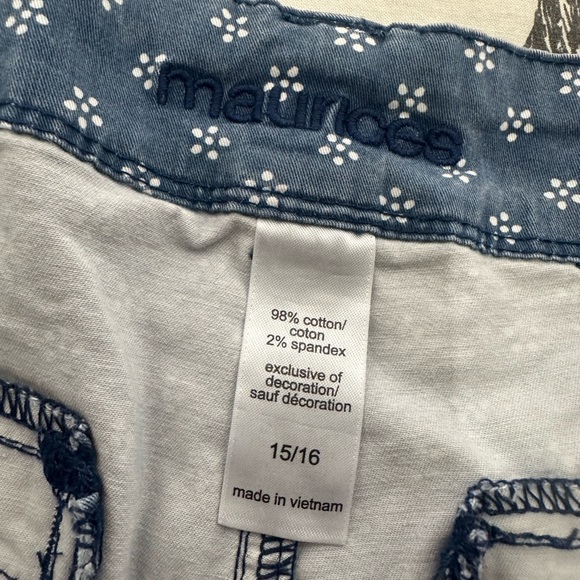 maurices
98% cotton/
coton
2% spandex
exclusive of
decoration/
sauf décoration
15/16
made in vietnam